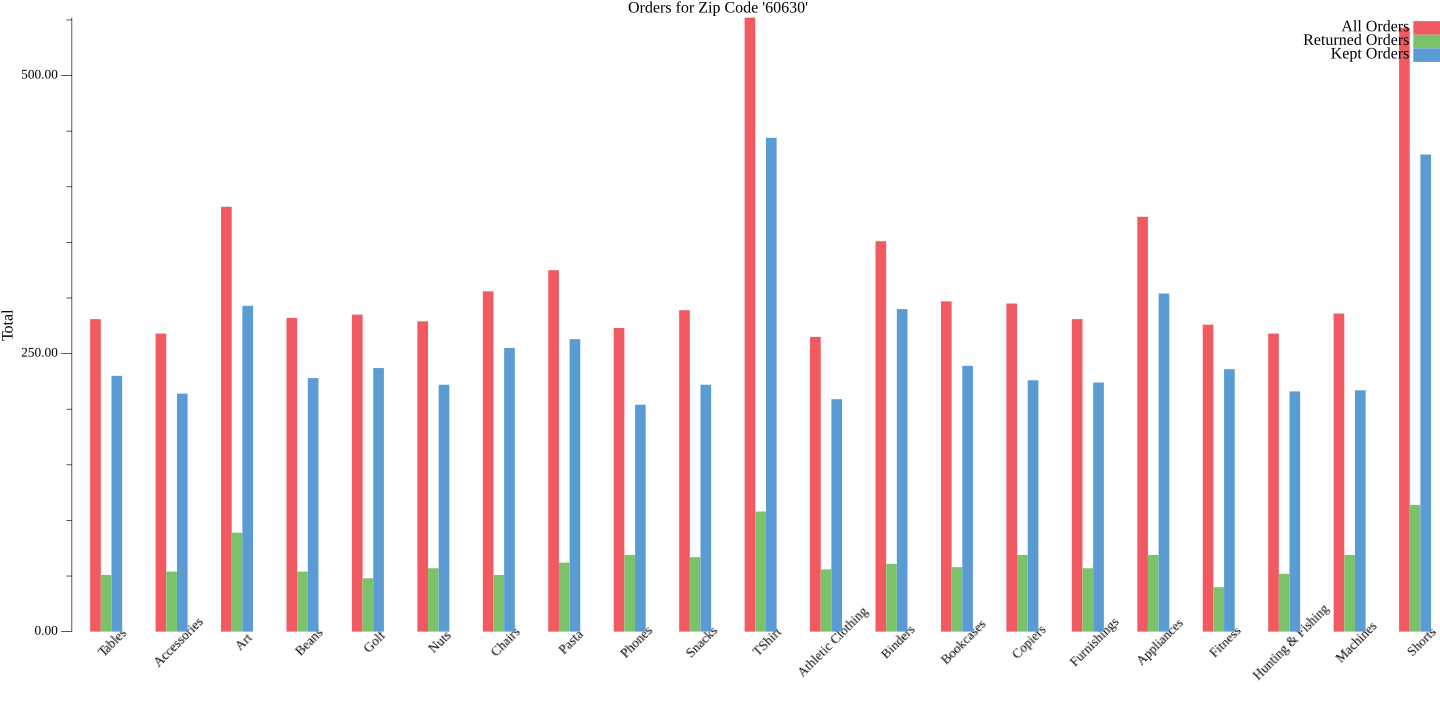 Orders for Zip Code '60630'
All Orders
Returned Orders
Kept Orders
Total
500.00
250.00
0.00
Tables
Accessories
Art
Beans
Golf
Nuts
Chairs
Pasta
Phones
Snacks
TShirt
Athletic Clothing
Binders
Bookcases
Copiers
Furnishings
Appliances
Fitness
Hunting & Fishing
Machines
Shorts